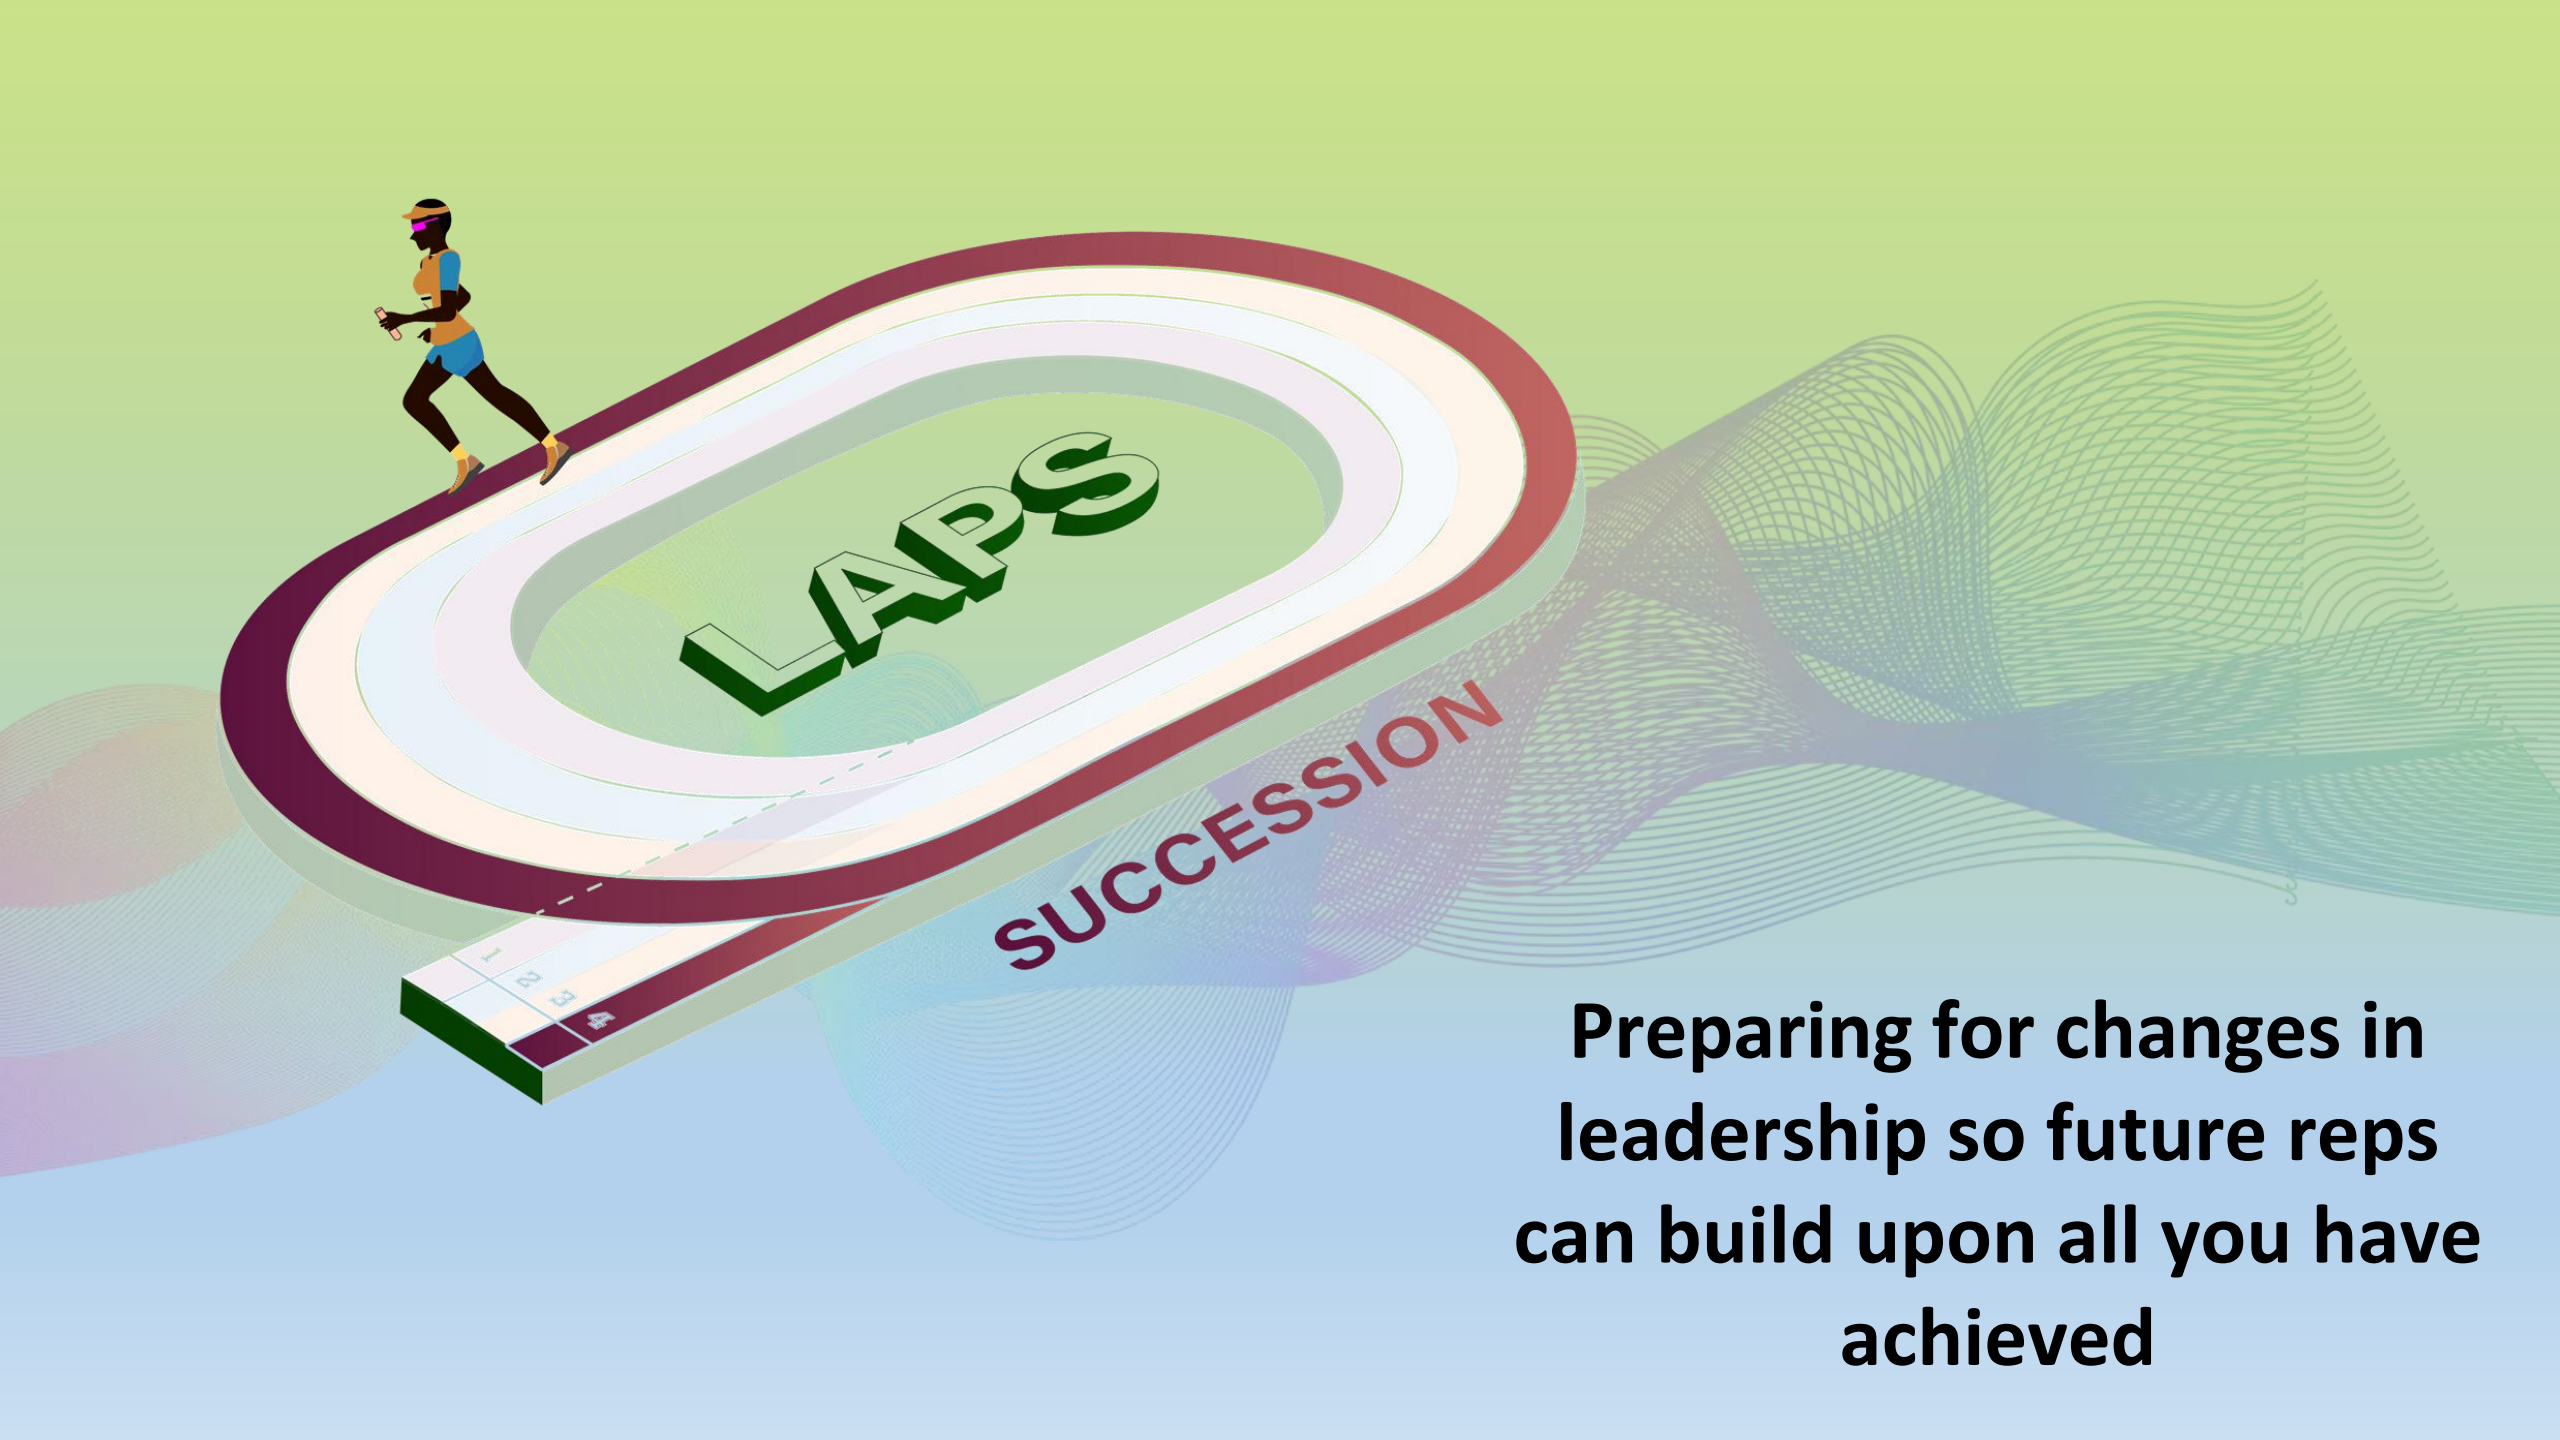 LAPS
SUCCESSION
1
2
3
4
Preparing for changes in
leadership so future reps
can build upon all you have
achieved